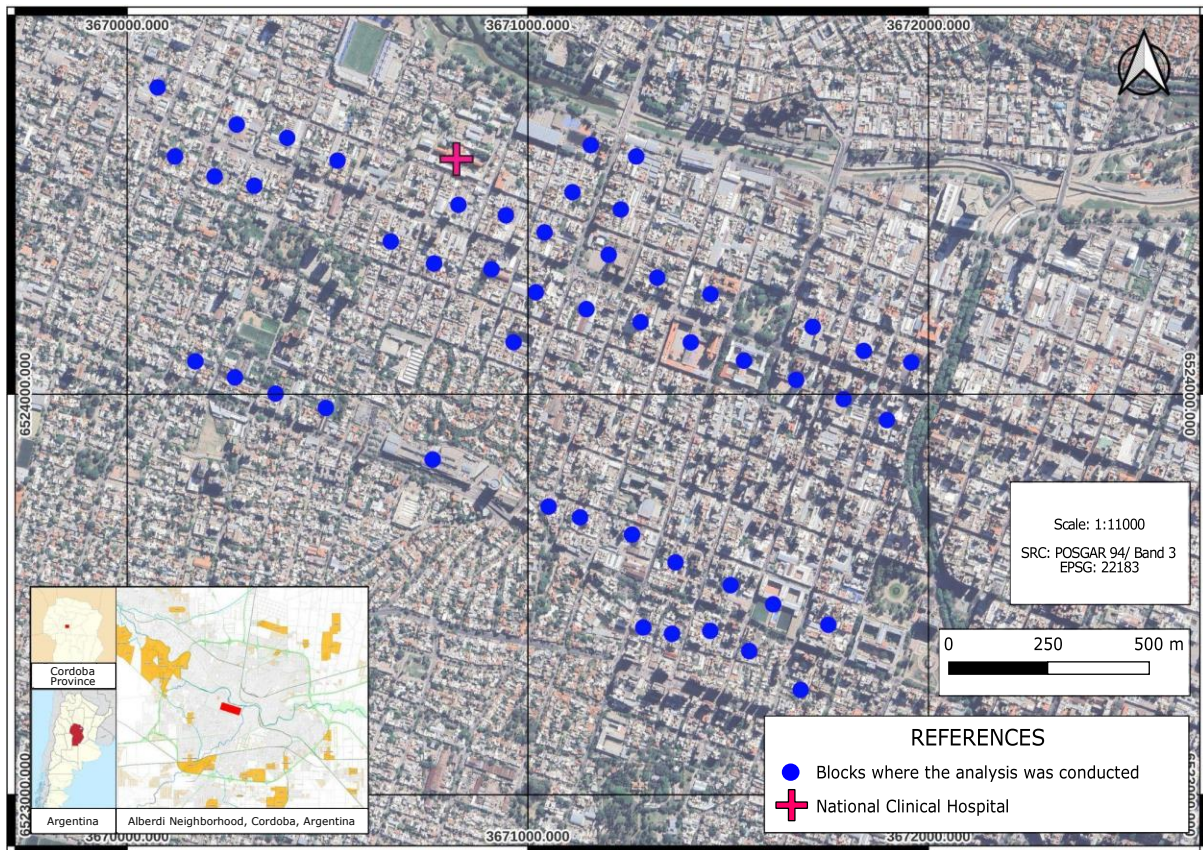 3670000.000 3671000.000 3672000.000
6524000.000 6524000.000
Scale: 1:11000
SRC: POSGAR 94/ Band 3
EPSG: 22183
0 250 500 m
REFERENCES
Blocks where the analysis was conducted
National Clinical Hospital
Cordoba
Province
Argentina
Alberdi Neighborhood, Cordoba, Argentina
6523000.000
3670000.000 3671000.000 3672000.000